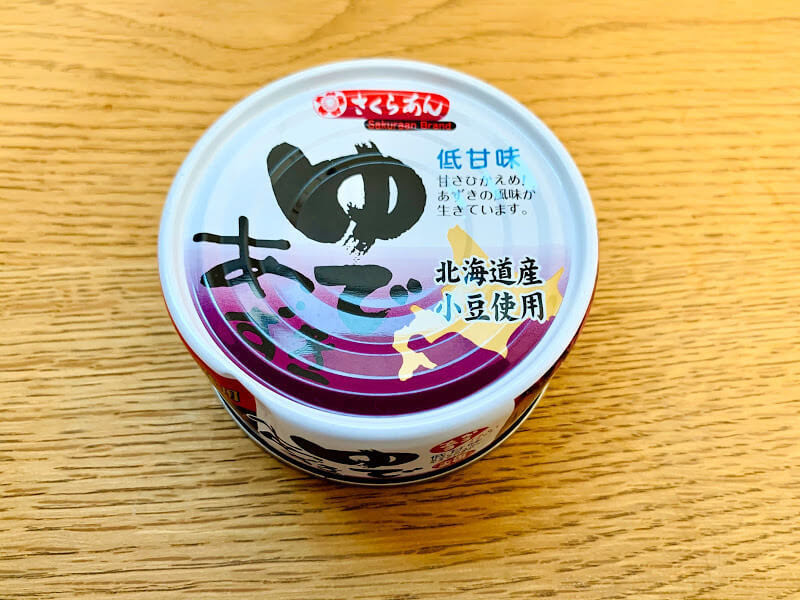 さくらあん
Sakuraan Brand
低甘味
甘さひかえめ!
あずきの風味が
生きています。
ゆで
あずき
北海道産
小豆使用
ゆで